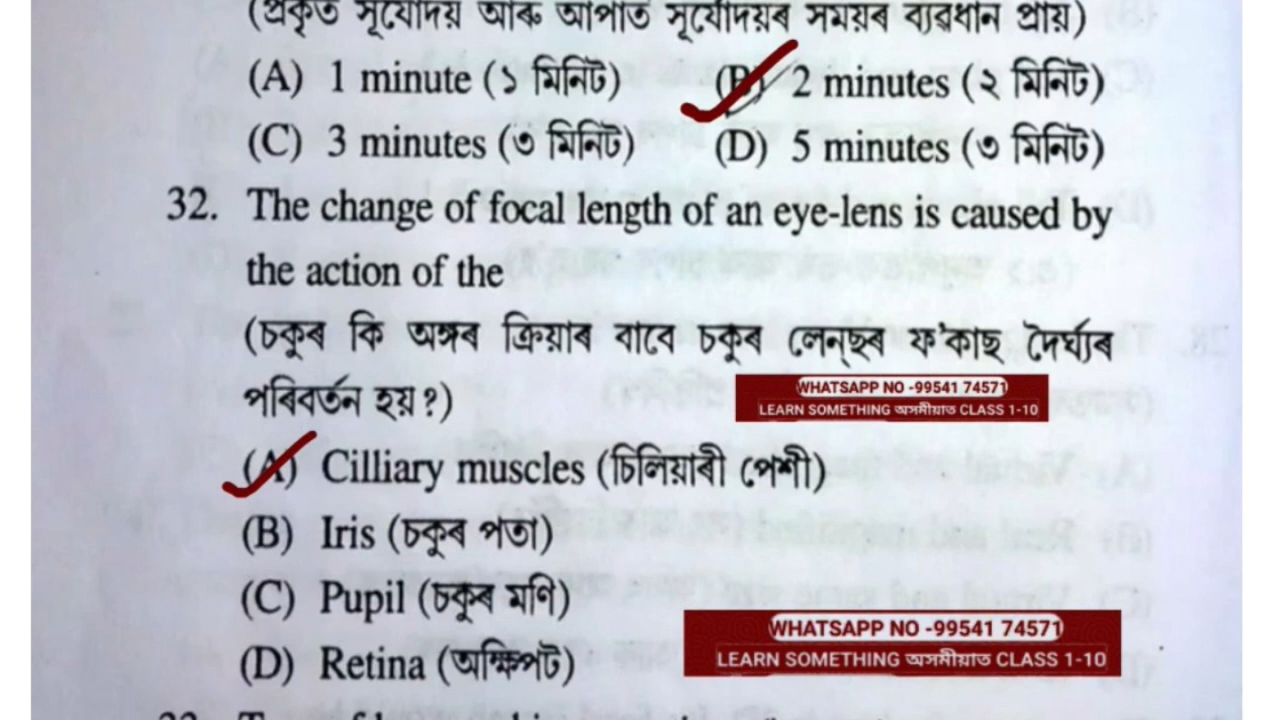 (প্ৰকৃত সূৰ্যোদয় আৰু আপাত সূৰ্যোদয়ৰ সময়ৰ ব্যৱধান প্ৰায়)
(A) 1 minute (১ মিনিট) (B) 2 minutes (২ মিনিট)
(C) 3 minutes (৩ মিনিট) (D) 5 minutes (৩ মিনিট)
32. The change of focal length of an eye-lens is caused by
the action of the
(চকুৰ কি অঙ্গৰ ক্ৰিয়াৰ বাবে চকুৰ লেন্ছৰ ফ'কাছ দৈৰ্ঘ্যৰ
পৰিবৰ্তন হয়?)
WHATSAPP NO -99541 74571
LEARN SOMETHING অসমীয়াত CLASS 1-10
(A) Cilliary muscles (চিলিয়াৰী পেশী)
(B) Iris (চকুৰ পতা)
(C) Pupil (চকুৰ মণি)
WHATSAPP NO -99541 74571
LEARN SOMETHING অসমীয়াত CLASS 1-10
(D) Retina (অক্ষিপট)